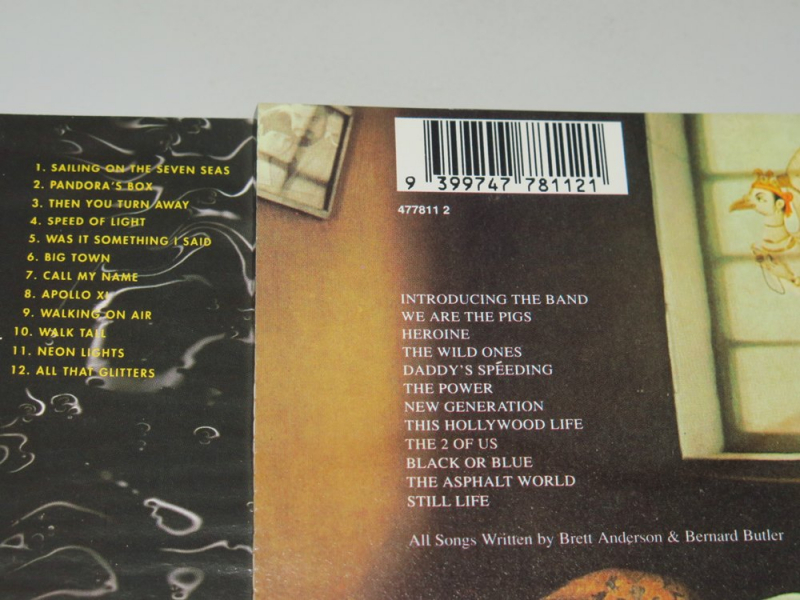 1. SAILING ON THE SEVEN SEAS
2. PANDORA'S BOX
3. THEN YOU TURN AWAY
4. SPEED OF LIGHT
5. WAS IT SOMETHING I SAID
6. BIG TOWN
7. CALL MY NAME
8. APOLLO XI
9. WALKING ON AIR
10. WALK TALL
11. NEON LIGHTS
12. ALL THAT GLITTERS
9 399747 781121
477811 2
INTRODUCING THE BAND
WE ARE THE PIGS
HEROINE
THE WILD ONES
DADDY'S SPEEDING
THE POWER
NEW GENERATION
THIS HOLLYWOOD LIFE
THE 2 OF US
BLACK OR BLUE
THE ASPHALT WORLD
STILL LIFE
All Songs Written by Brett Anderson & Bernard Butler